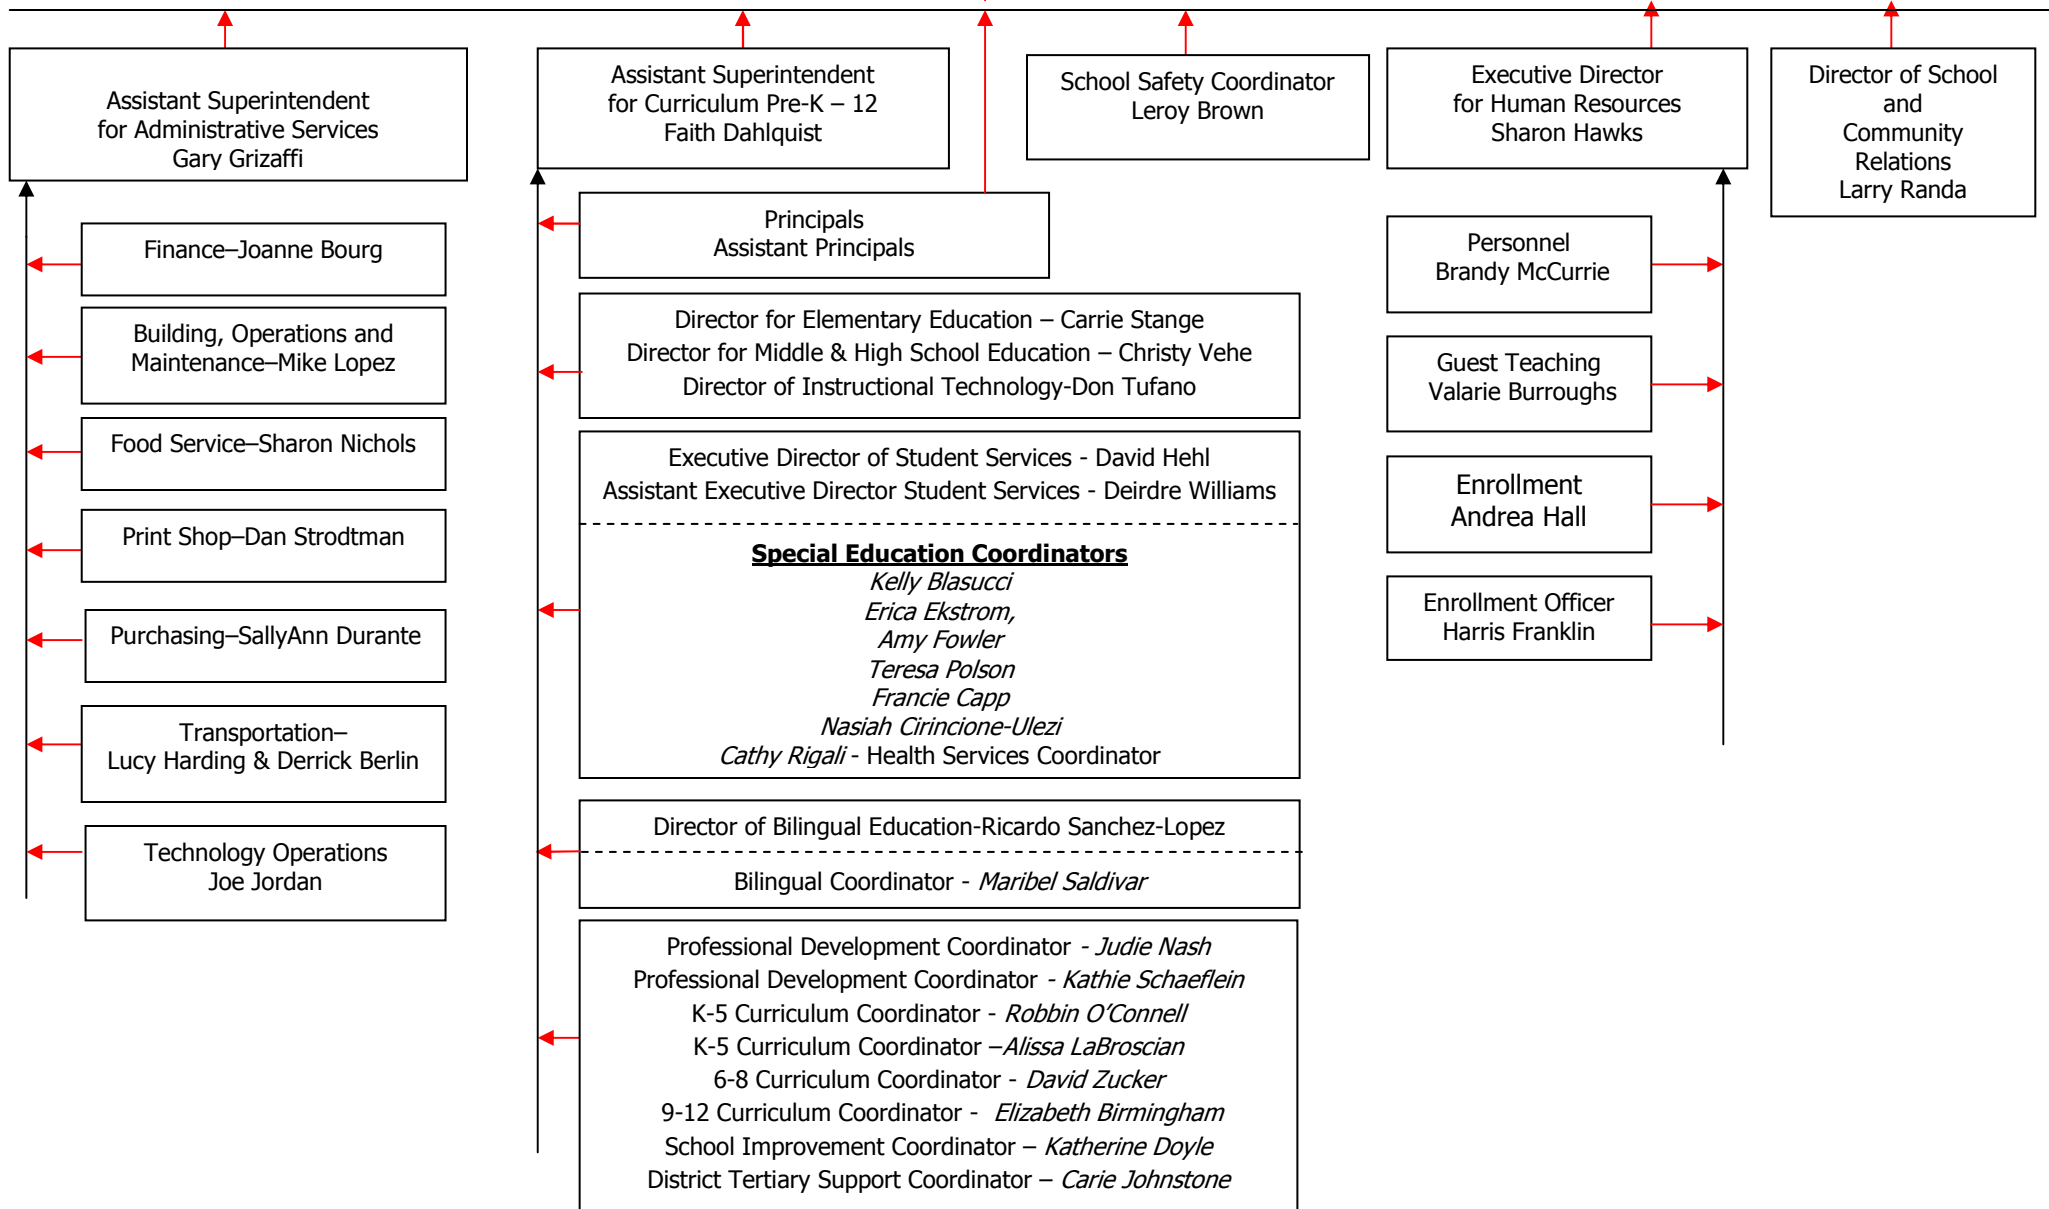 Assistant Superintendent
for Administrative Services
Gary Grizaffi
Finance–Joanne Bourg
Building, Operations and
Maintenance–Mike Lopez
Food Service–Sharon Nichols
Print Shop–Dan Strodtman
Purchasing–SallyAnn Durante
Transportation–
Lucy Harding & Derrick Berlin
Technology Operations
Joe Jordan
Assistant Superintendent
for Curriculum Pre-K – 12
Faith Dahlquist
Principals
Assistant Principals
Director for Elementary Education – Carrie Stange
Director for Middle & High School Education – Christy Vehe
Director of Instructional Technology-Don Tufano
Executive Director of Student Services - David Hehl
Assistant Executive Director Student Services - Deirdre Williams
Special Education Coordinators
Kelly Blasucci
Erica Ekstrom,
Amy Fowler
Teresa Polson
Francie Capp
Nasiah Cirincione-Ulezi
Cathy Rigali - Health Services Coordinator
Director of Bilingual Education-Ricardo Sanchez-Lopez
Bilingual Coordinator - Maribel Saldivar
Professional Development Coordinator - Judie Nash
Professional Development Coordinator - Kathie Schaeflein
K-5 Curriculum Coordinator - Robbin O’Connell
K-5 Curriculum Coordinator –Alissa LaBroscian
6-8 Curriculum Coordinator - David Zucker
9-12 Curriculum Coordinator - Elizabeth Birmingham
School Improvement Coordinator – Katherine Doyle
District Tertiary Support Coordinator – Carie Johnstone
School Safety Coordinator
Leroy Brown
Executive Director
for Human Resources
Sharon Hawks
Personnel
Brandy McCurrie
Guest Teaching
Valarie Burroughs
Enrollment
Andrea Hall
Enrollment Officer
Harris Franklin
Director of School
and
Community
Relations
Larry Randa